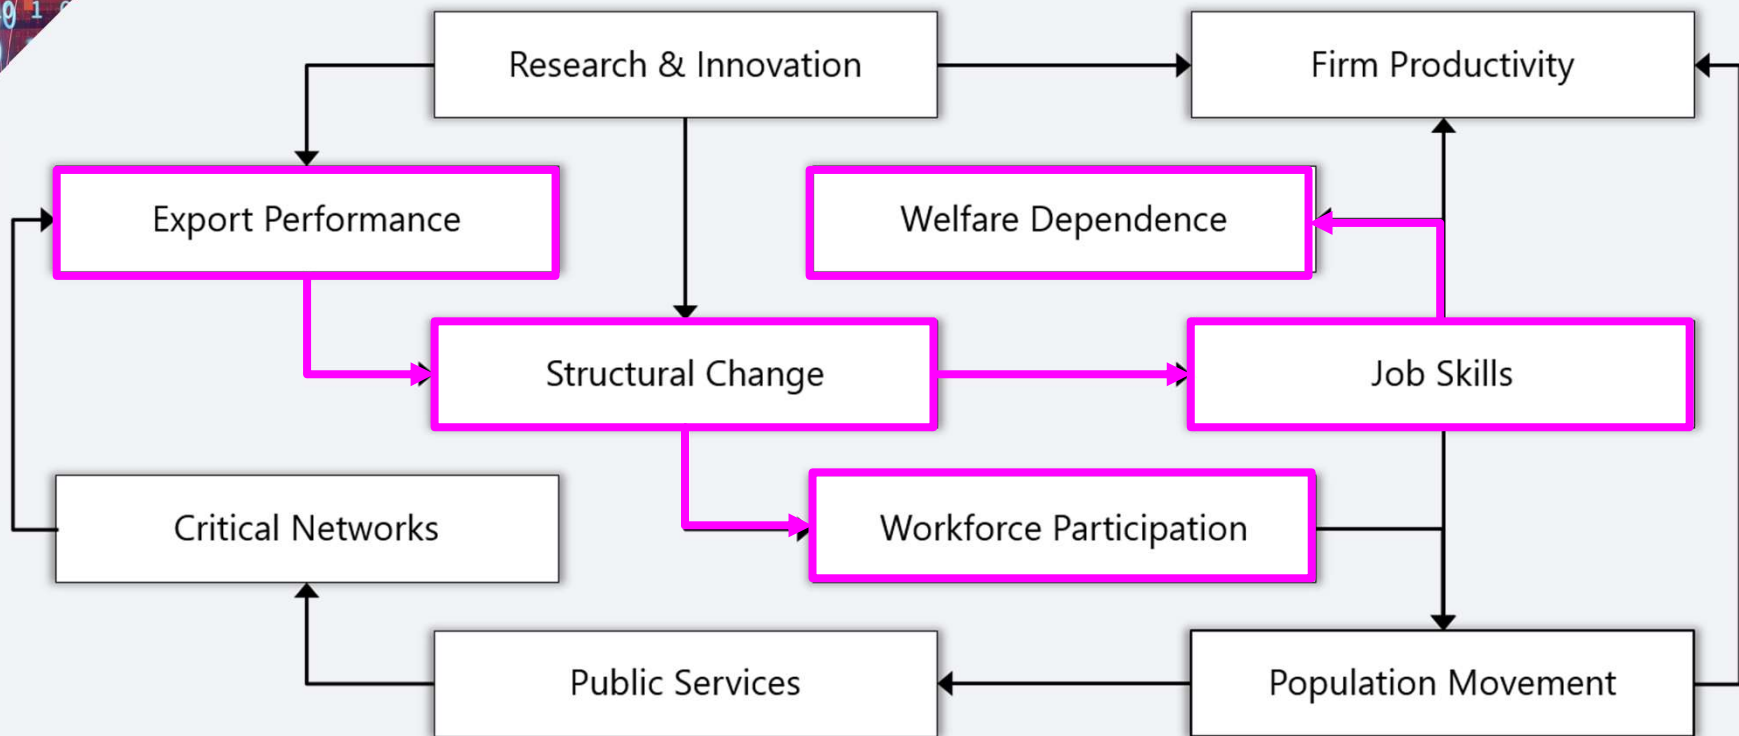 Research & Innovation
Firm Productivity
Export Performance
Welfare Dependence
Structural Change
Job Skills
Critical Networks
Workforce Participation
Public Services
Population Movement